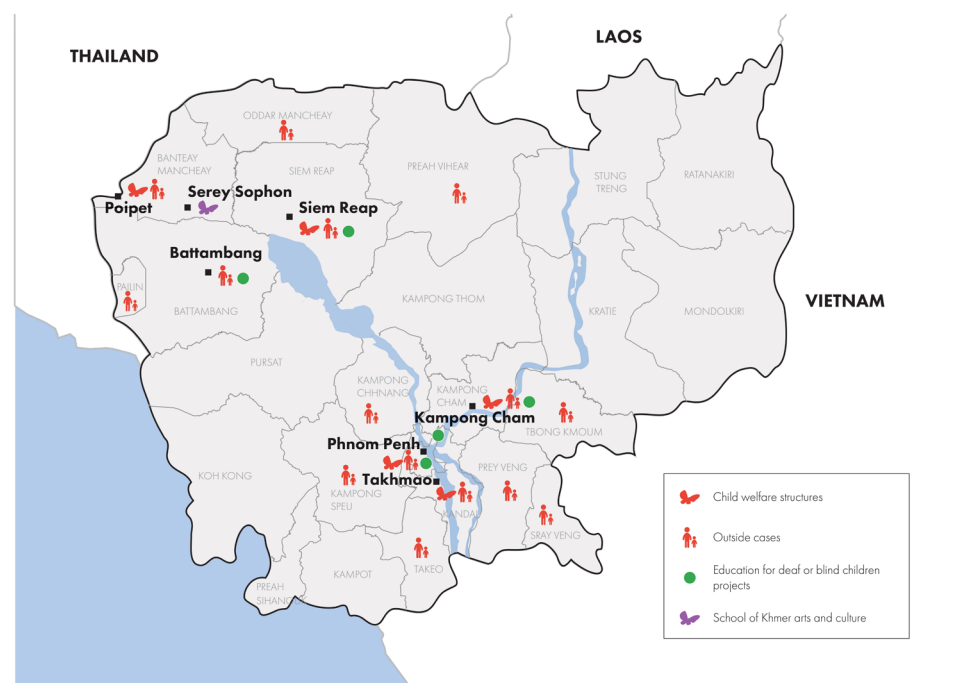 LAOS
THAILAND
ODDAR MANCHEAY
BANTEAY
MANCHEAY
SIEM REAP
PREAH VIHEAR
STUNG
TRENG
RATANAKIRI
Serey Sophon
Poipet
Siem Reap
Battambang
PAILIN
BATTAMBANG
KAMPONG THOM
KRATIE
MONDOLKIRI
VIETNAM
PURSAT
KAMPONG
CHHNANG
KAMPONG
CHAM
Kampong Cham
TBONG KMOUM
Phnom Penh
PREY VENG
KOH KONG
Takhmao
KAMPONG
SPEU
KANDAL
SRAY VENG
TAKEO
KAMPOT
PREAH
SIHANOUK
Child welfare structures
Outside cases
Education for deaf or blind children
projects
School of Khmer arts and culture